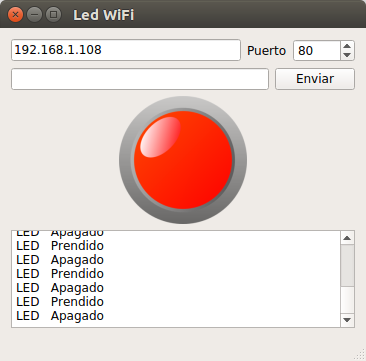 Led WiFi
192.168.1.108 Puerto 80
Enviar
LED Apagado
LED Prendido
LED Apagado
LED Prendido
LED Apagado
LED Prendido
LED Apagado